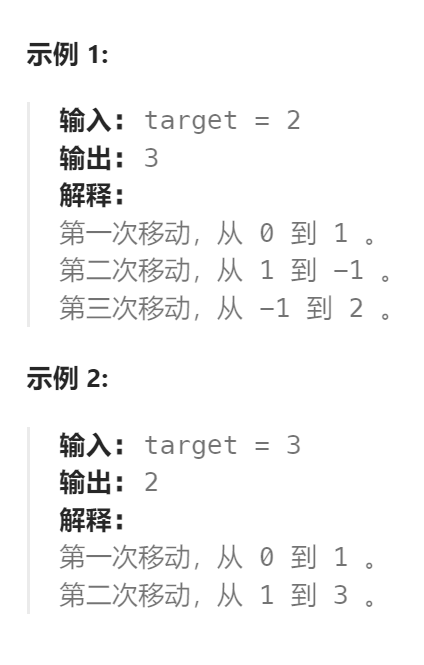 示例 1:
输入： target = 2
输出： 3
解释：
第一次移动，从 0 到 1 。
第二次移动，从 1 到 -1 。
第三次移动，从 -1 到 2 。
示例 2:
输入： target = 3
输出： 2
解释：
第一次移动，从 0 到 1 。
第二次移动，从 1 到 3 。